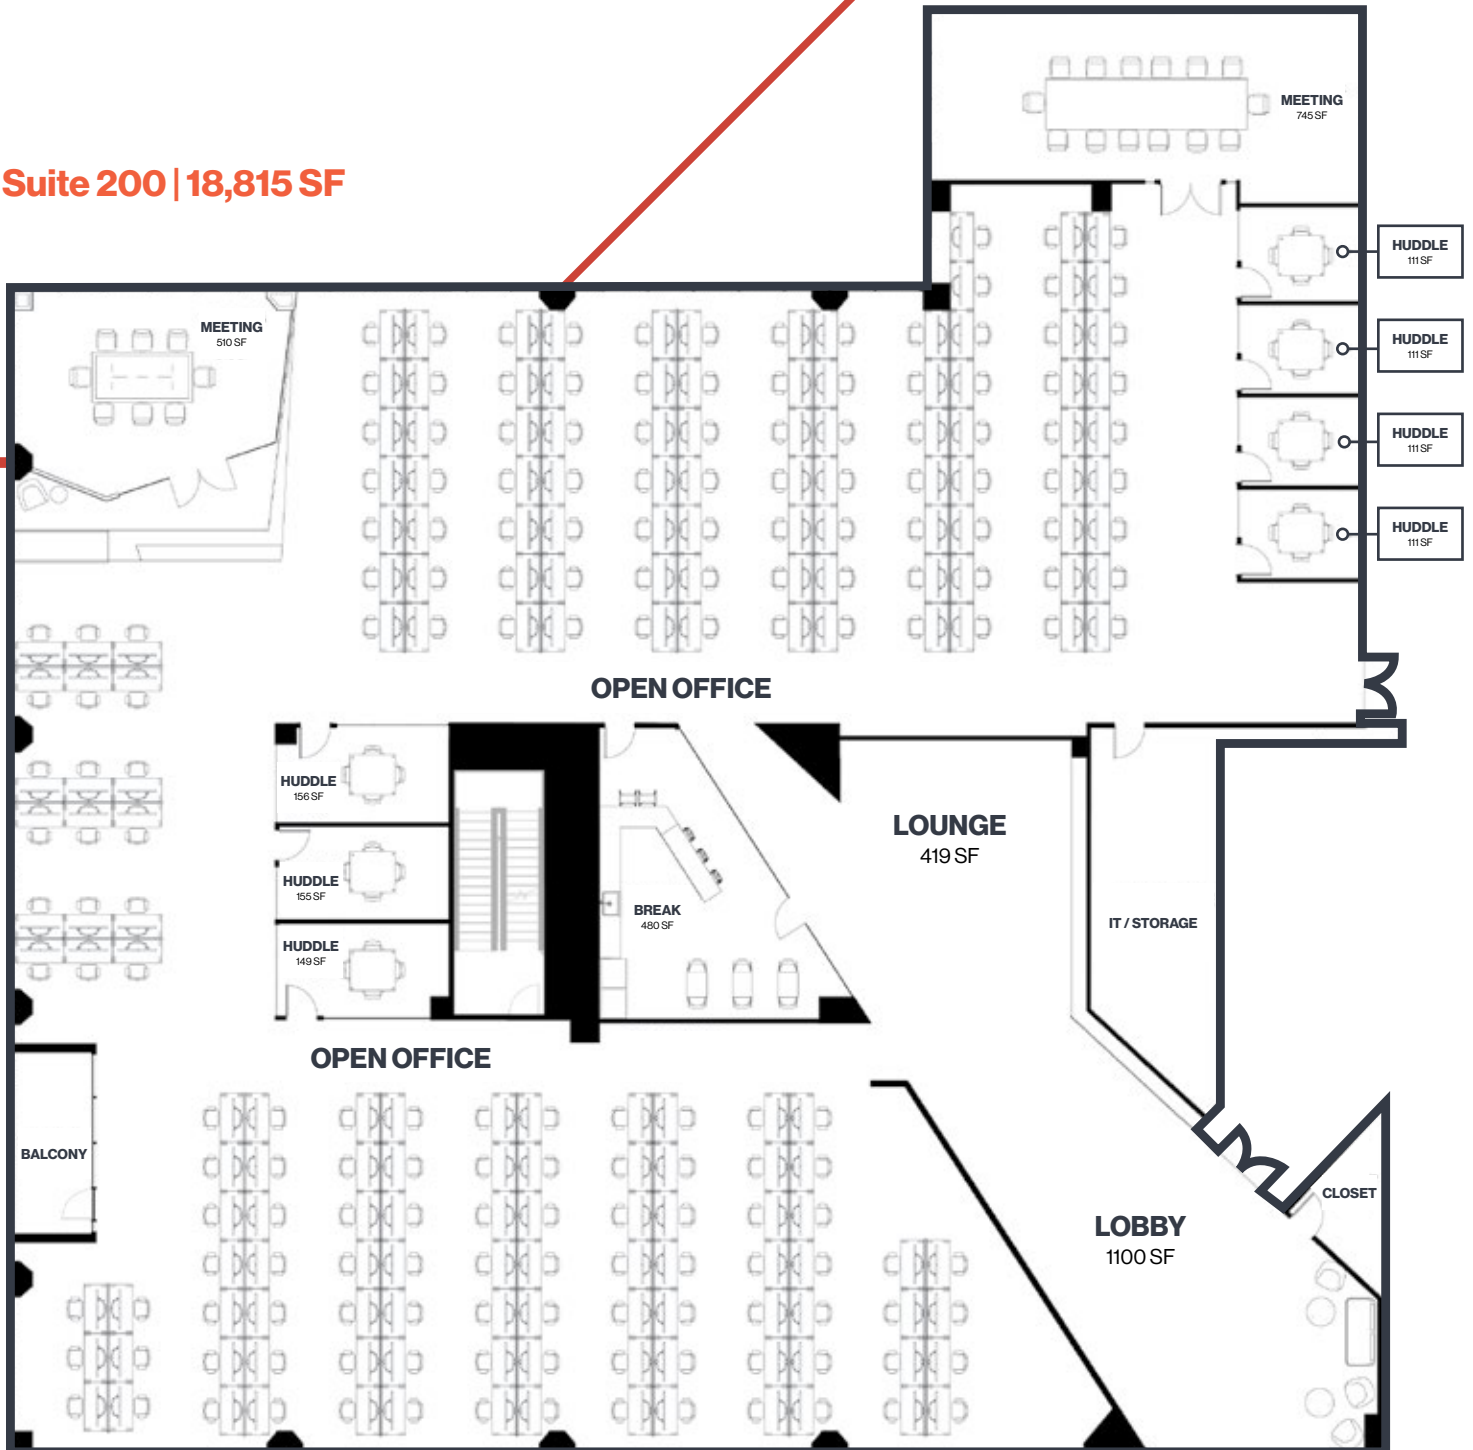 MEETING
745 SF
Suite 200 | 18,815 SF
HUDDLE
111 SF
MEETING
510 SF
HUDDLE
111 SF
HUDDLE
111 SF
HUDDLE
111 SF
OPEN OFFICE
HUDDLE
156 SF
LOUNGE
419 SF
HUDDLE
155 SF
BREAK
480 SF
IT / STORAGE
HUDDLE
149 SF
OPEN OFFICE
BALCONY
CLOSET
LOBBY
1100 SF